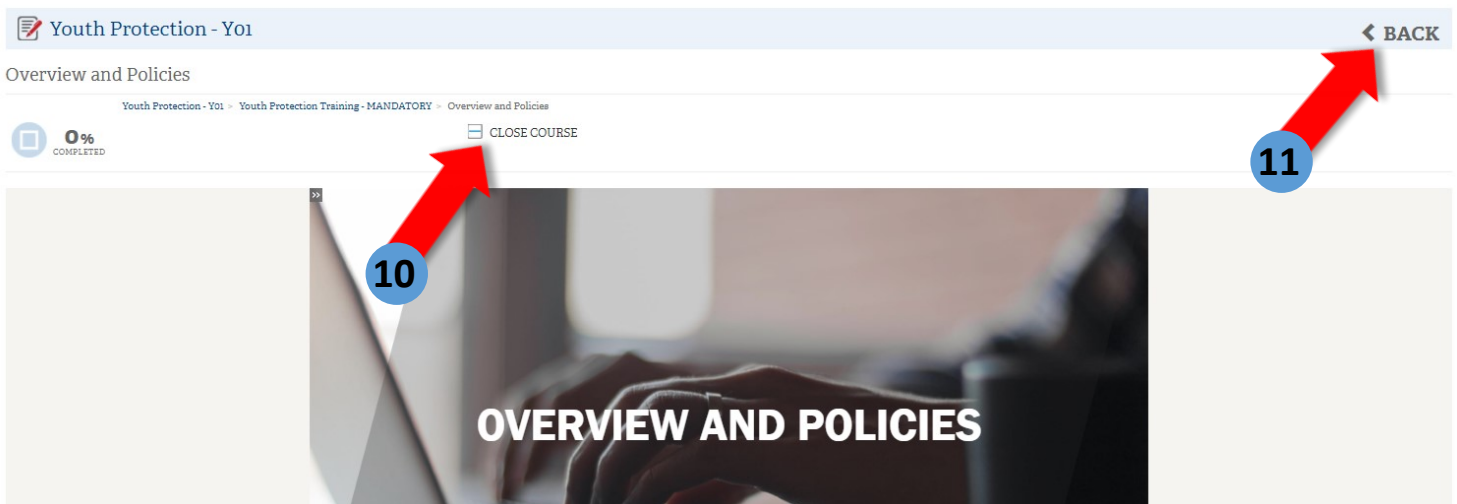 Youth Protection - Y01
BACK
Overview and Policies
Youth Protection - Y01 > Youth Protection Training - MANDATORY > Overview and Policies
0%
COMPLETED
CLOSE COURSE
11
»
10
OVERVIEW AND POLICIES